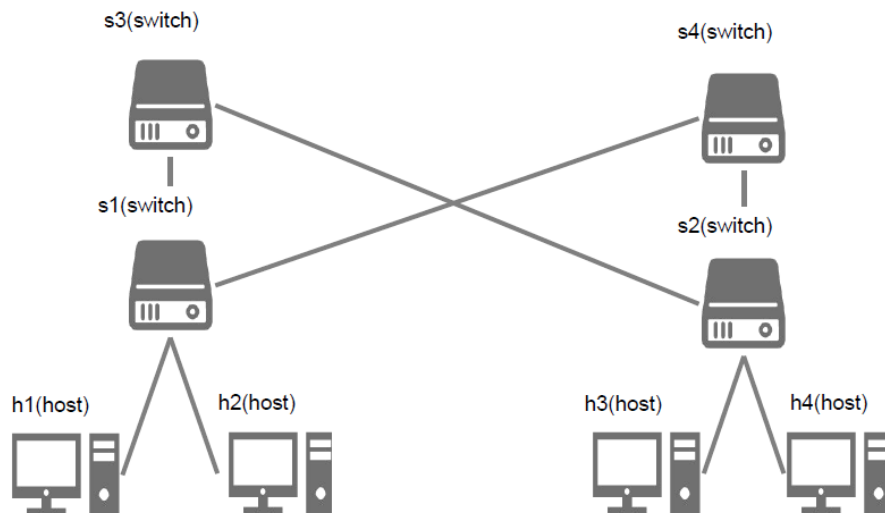 s3(switch)
s4(switch)
s1(switch)
s2(switch)
h1(host)
h2(host)
h3(host)
h4(host)